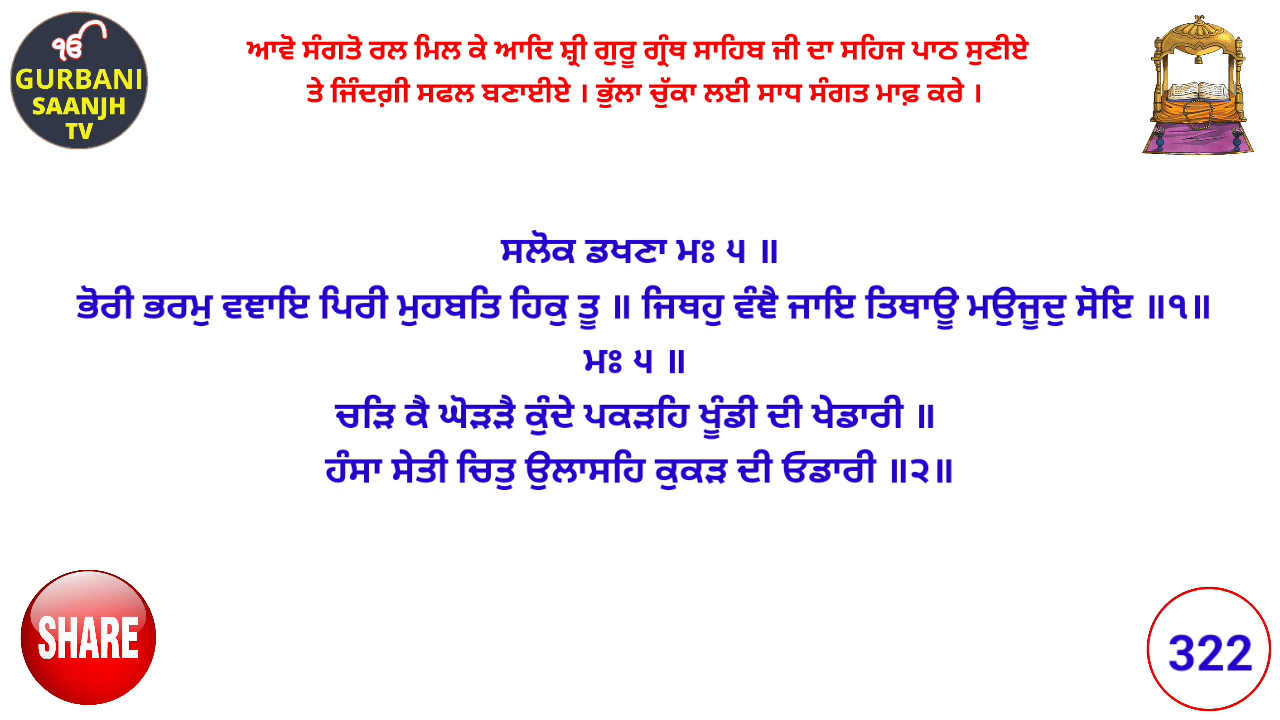 ੴ
GURBANI
SAANJH
TV
ਆਵੋ ਸੰਗਤੋ ਰਲ ਮਿਲ ਕੇ ਆਦਿ ਸ਼੍ਰੀ ਗੁਰੂ ਗ੍ਰੰਥ ਸਾਹਿਬ ਜੀ ਦਾ ਸਹਿਜ ਪਾਠ ਸੁਣੀਏ
ਤੇ ਜਿੰਦਗ਼ੀ ਸਫਲ ਬਣਾਈਏ । ਭੁੱਲਾ ਚੁੱਕਾ ਲਈ ਸਾਧ ਸੰਗਤ ਮਾਫ਼ ਕਰੇ ।
ਸਲੋਕ ਡਖਣਾ ਮਃ ੫ ॥
ਭੋਰੀ ਭਰਮੁ ਵਞਾਇ ਪਿਰੀ ਮੁਹਬਤਿ ਹਿਕੁ ਤੂ ॥ ਜਿਥਹੁ ਵੰਞੈ ਜਾਇ ਤਿਥਾਊ ਮਉਜੂਦੁ ਸੋਇ ॥੧॥
ਮਃ ੫ ॥
ਚੜਿ ਕੈ ਘੋੜੜੈ ਕੁੰਦੇ ਪਕੜਹਿ ਖੂੰਡੀ ਦੀ ਖੇਡਾਰੀ ॥
ਹੰਸਾ ਸੇਤੀ ਚਿਤੁ ਉਲਾਸਹਿ ਕੁਕੜ ਦੀ ਓਡਾਰੀ ॥੨॥
SHARE
322